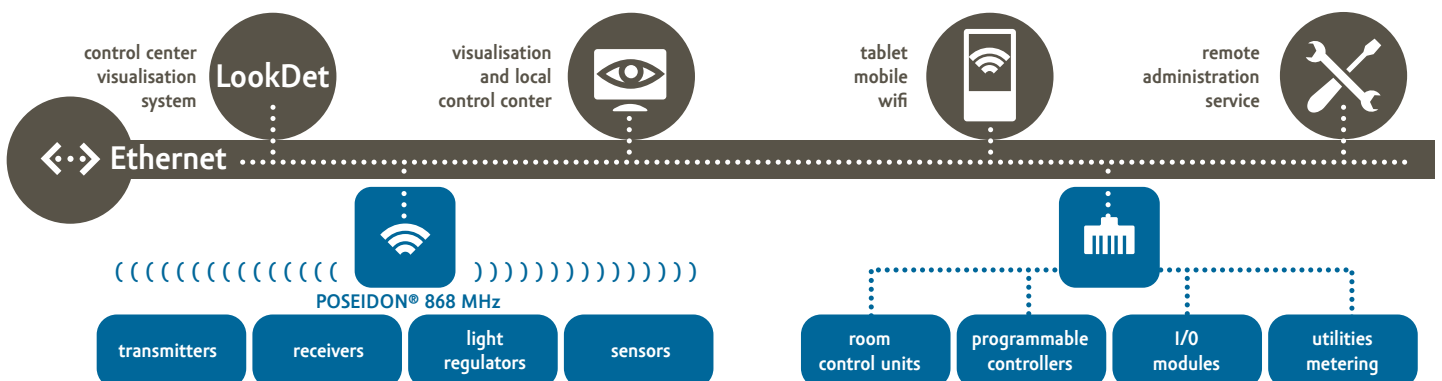 control center
visualisation
system
LookDet
visualisation
and local
control conter
tablet
mobile
wifi
remote
administration
service
Ethernet
POSEIDON® 868 MHz
transmitters
receivers
light
regulators
sensors
room
control units
programmable
controllers
I/0
modules
utilities
metering